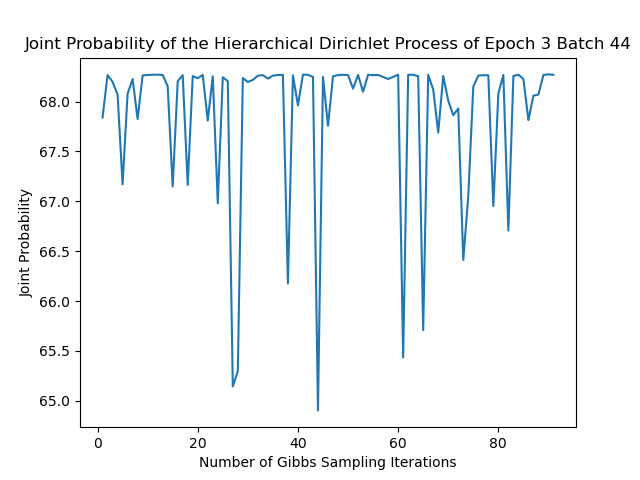 Joint Probability of the Hierarchical Dirichlet Process of Epoch 3 Batch 44
68.0
67.5
67.0
66.5
66.0
65.5
65.0
Joint Probability
0 20 40 60 80
Number of Gibbs Sampling Iterations